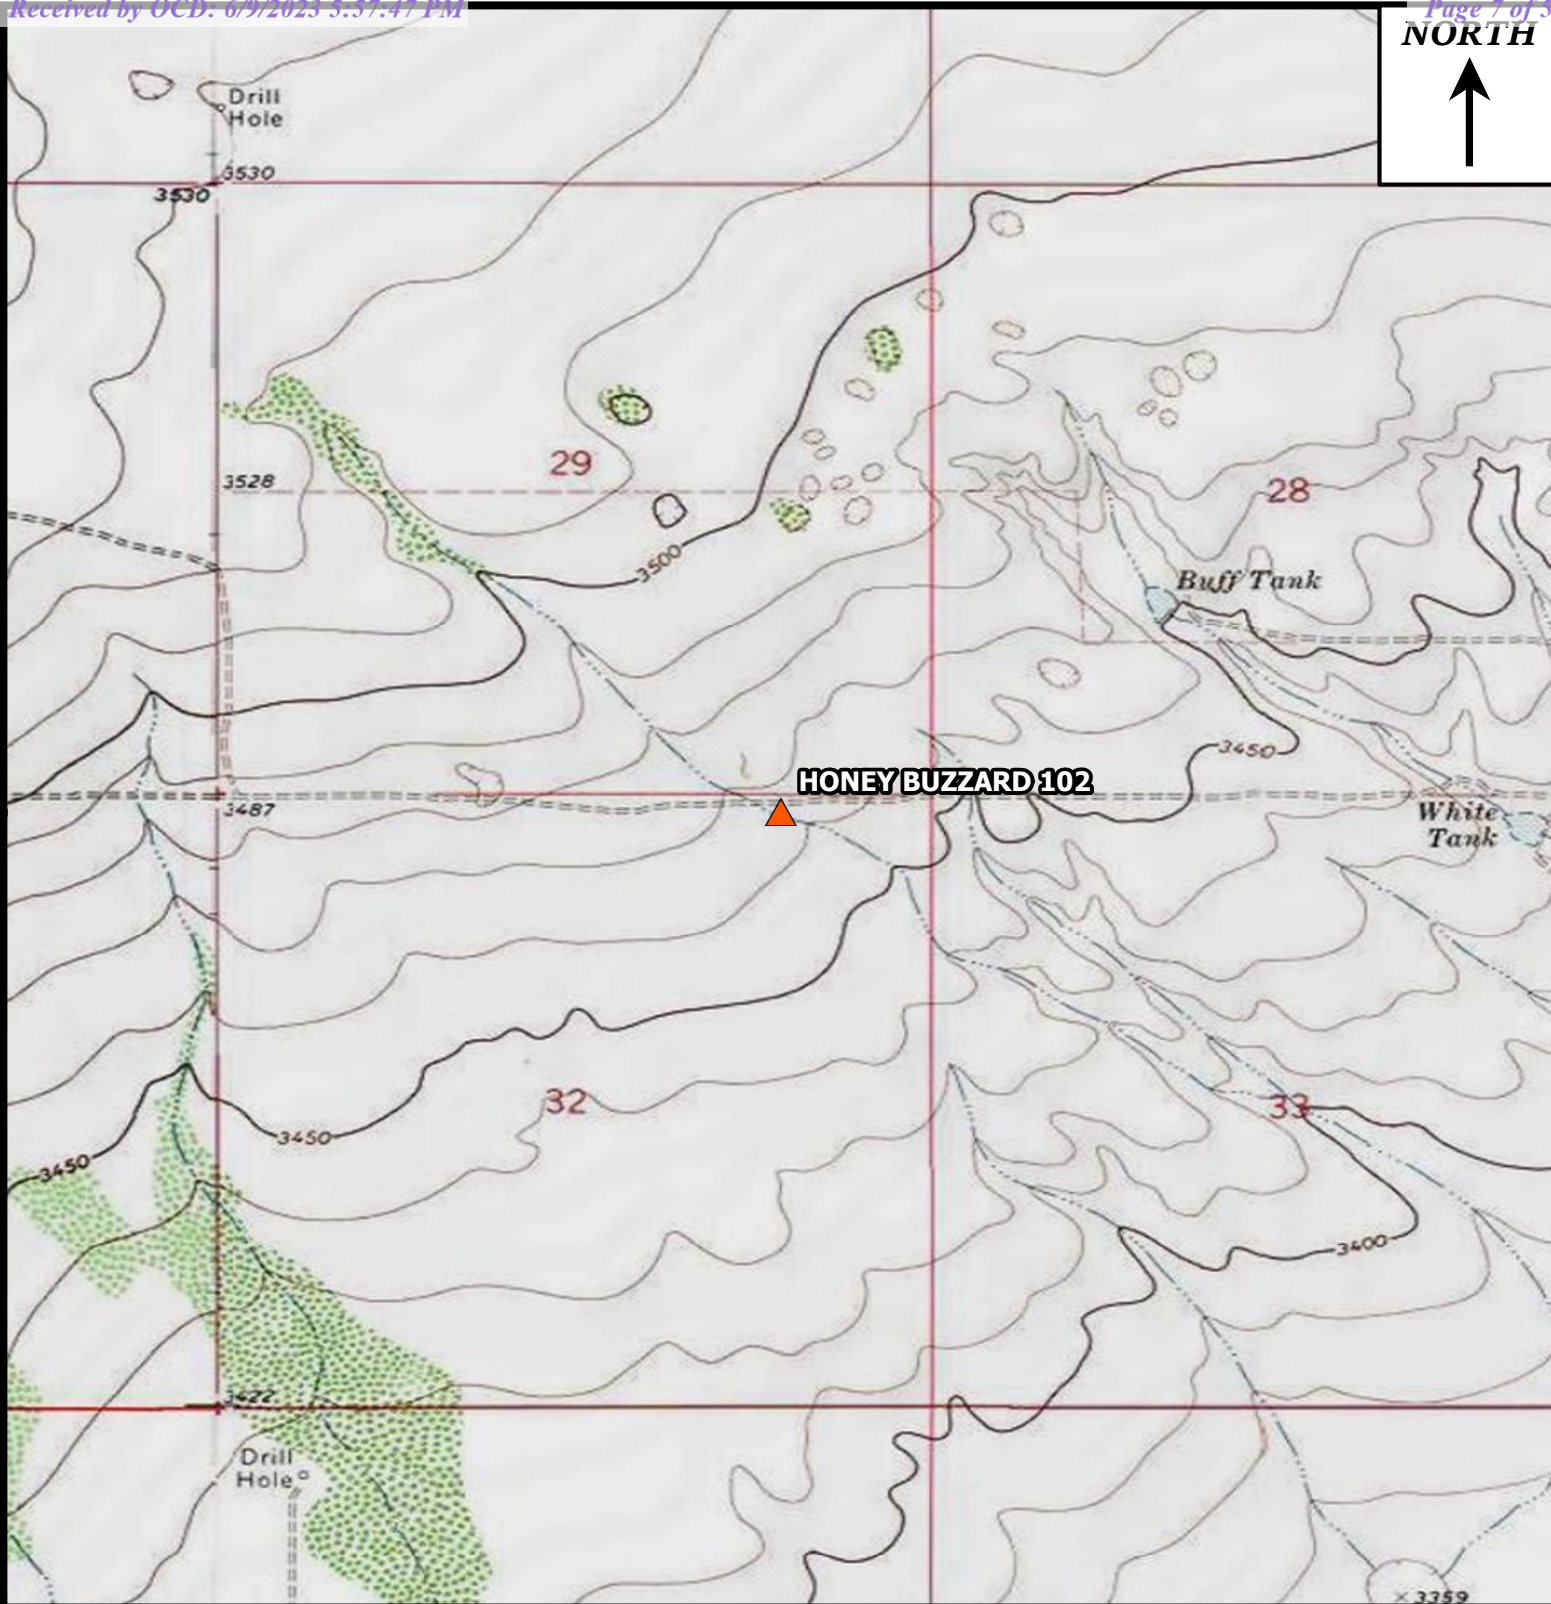 Received by OCD: 6/9/2023 5:57:47 PM
Page 7 of 5
NORTH
Drill
Hole
3530
3530
29
3528
28
3500
Buff Tank
3450
HONEY BUZZARD 102
3487
White
Tank
32
33
3450
3450
3400
3422
Drill
Hole
3359